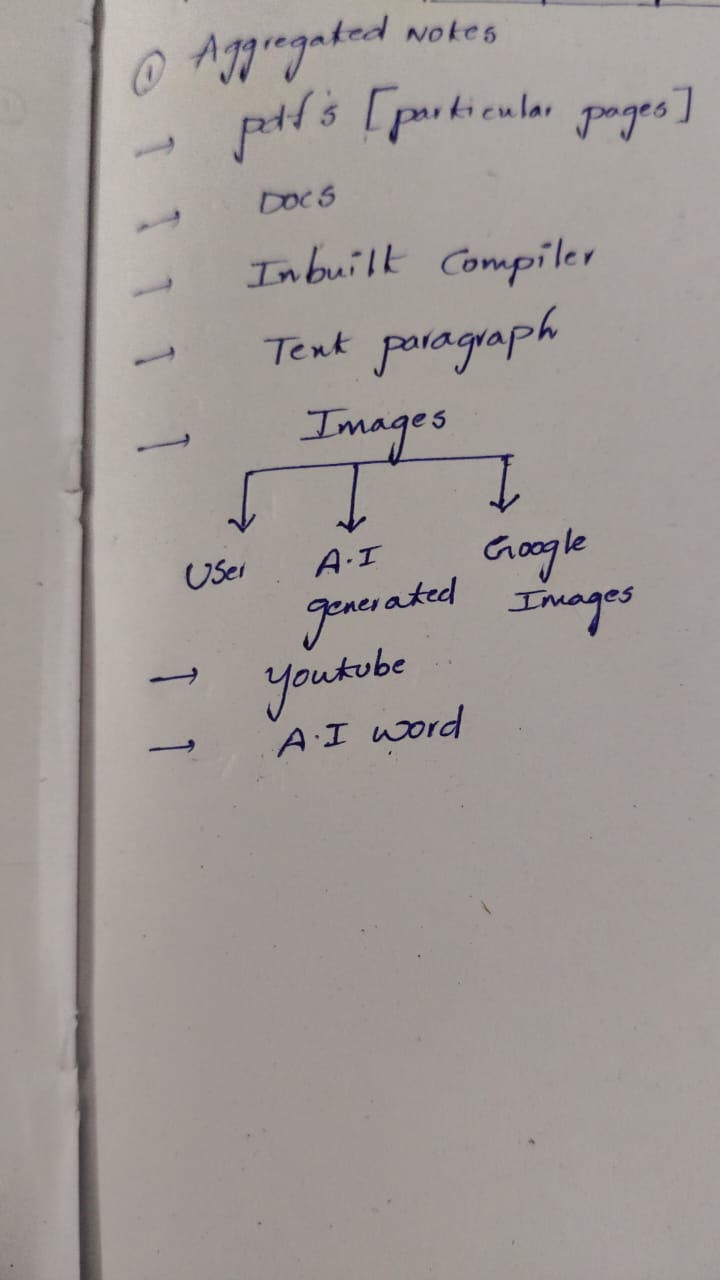 ① Aggregated Notes
→ pdf's [particular pages]
→ Docs
→ Inbuilt Compiler
→ Text paragraph
→ Images
User A.I generated Google Images
→ Youtube
→ A.I word